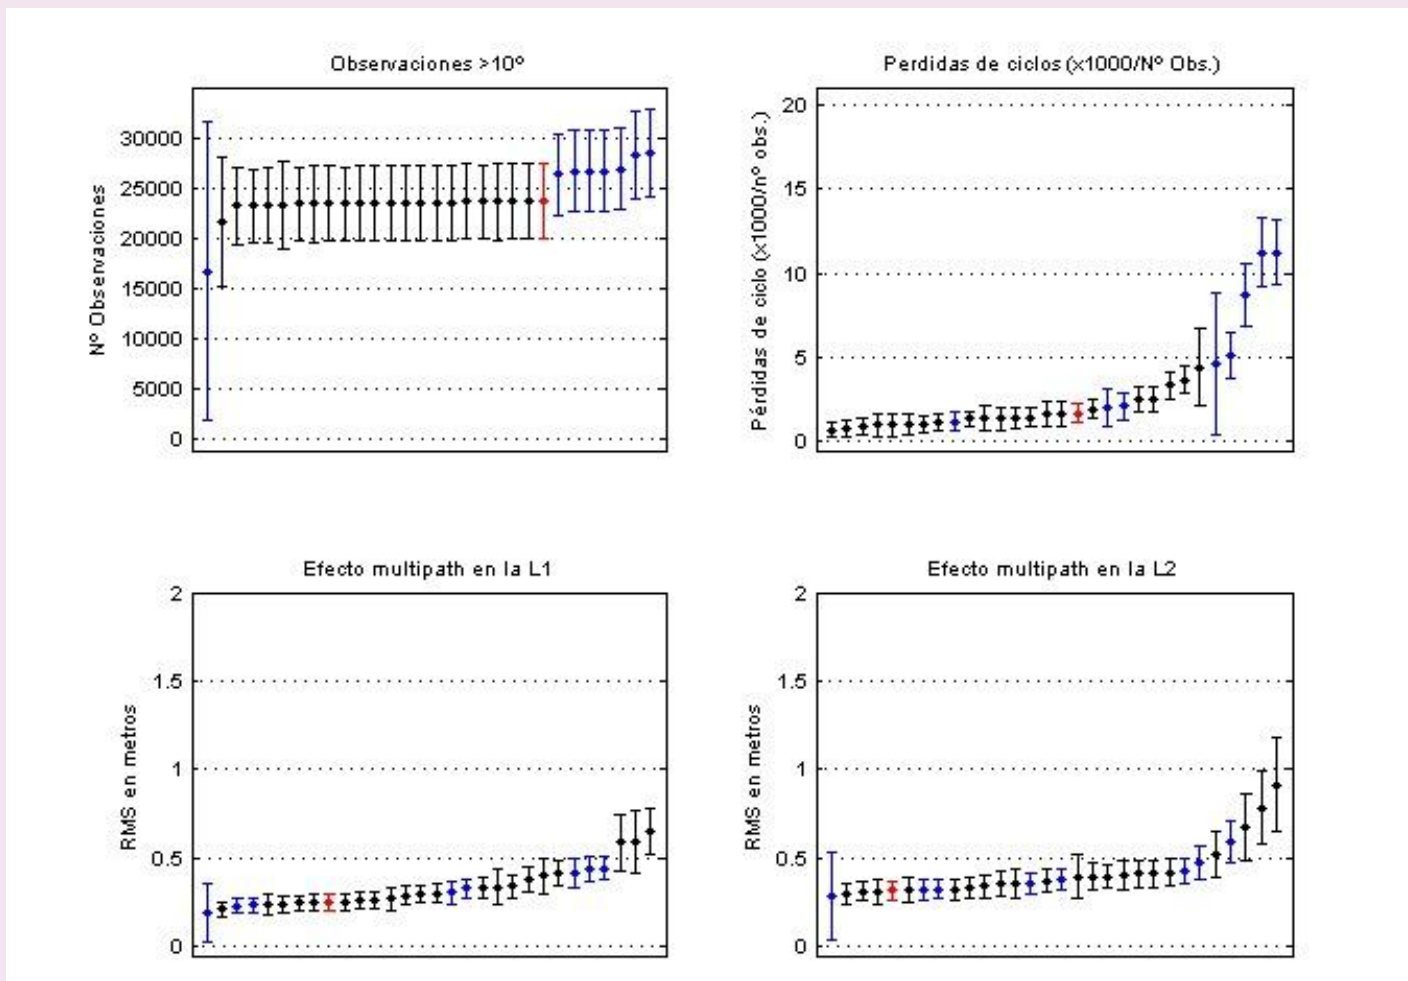 Observaciones >10º
Nº Observaciones
30000
25000
20000
15000
10000
5000
0
Perdidas de ciclos (x1000/Nº Obs.)
Pérdidas de ciclo (x1000/nº obs.)
20
15
10
5
0
Efecto multipath en la L1
RMS en metros
2
1.5
1
0.5
0
Efecto multipath en la L2
RMS en metros
2
1.5
1
0.5
0